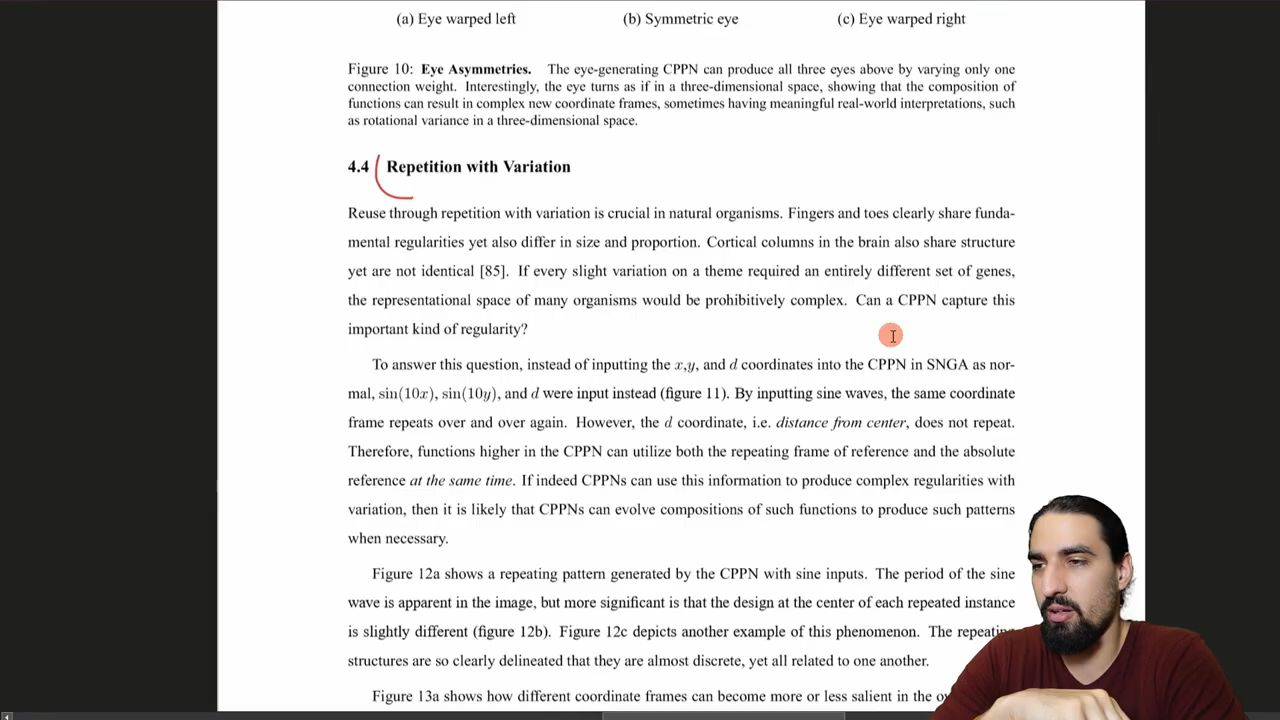 (a) Eye warped left (b) Symmetric eye (c) Eye warped right
Figure 10: Eye Asymmetries. The eye-generating CPPN can produce all three eyes above by varying only one
connection weight. Interestingly, the eye turns as if in a three-dimensional space, showing that the composition of
functions can result in complex new coordinate frames, sometimes having meaningful real-world interpretations, such
as rotational variance in a three-dimensional space.
4.4 Repetition with Variation
Reuse through repetition with variation is crucial in natural organisms. Fingers and toes clearly share funda-
mental regularities yet also differ in size and proportion. Cortical columns in the brain also share structure
yet are not identical [85]. If every slight variation on a theme required an entirely different set of genes,
the representational space of many organisms would be prohibitively complex. Can a CPPN capture this
important kind of regularity?
To answer this question, instead of inputting the x,y, and d coordinates into the CPPN in SNGA as nor-
mal, sin(10x), sin(10y), and d were input instead (figure 11). By inputting sine waves, the same coordinate
frame repeats over and over again. However, the d coordinate, i.e. distance from center, does not repeat.
Therefore, functions higher in the CPPN can utilize both the repeating frame of reference and the absolute
reference at the same time. If indeed CPPNs can use this information to produce complex regularities with
variation, then it is likely that CPPNs can evolve compositions of such functions to produce such patterns
when necessary.
Figure 12a shows a repeating pattern generated by the CPPN with sine inputs. The period of the sine
wave is apparent in the image, but more significant is that the design at the center of each repeated instance
is slightly different (figure 12b). Figure 12c depicts another example of this phenomenon. The repeating
structures are so clearly delineated that they are almost discrete, yet all related to one another.
Figure 13a shows how different coordinate frames can become more or less salient in the